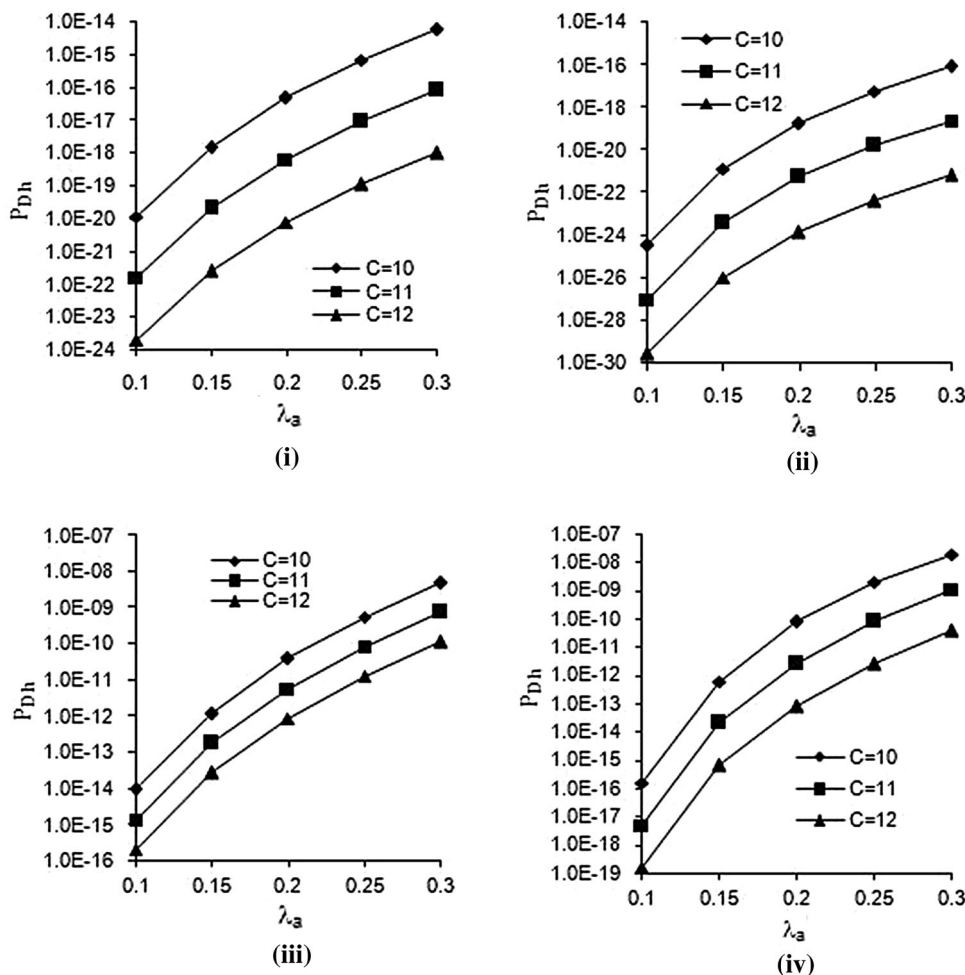 1.0E-14
1.0E-15
1.0E-16
1.0E-17
1.0E-18
1.0E-19
1.0E-20
1.0E-21
1.0E-22
1.0E-23
1.0E-24
PDh
C=10
C=11
C=12
0.1 0.15 0.2 0.25 0.3
λa
(i)
1.0E-14
1.0E-16
1.0E-18
1.0E-20
1.0E-22
1.0E-24
1.0E-26
1.0E-28
1.0E-30
PDh
C=10
C=11
C=12
0.1 0.15 0.2 0.25 0.3
λa
(ii)
1.0E-07
1.0E-08
1.0E-09
1.0E-10
1.0E-11
1.0E-12
1.0E-13
1.0E-14
1.0E-15
1.0E-16
PDh
C=10
C=11
C=12
0.1 0.15 0.2 0.25 0.3
λa
(iii)
1.0E-07
1.0E-08
1.0E-09
1.0E-10
1.0E-11
1.0E-12
1.0E-13
1.0E-14
1.0E-15
1.0E-16
1.0E-17
1.0E-18
1.0E-19
PDh
C=10
C=11
C=12
0.1 0.15 0.2 0.25 0.3
λa
(iv)